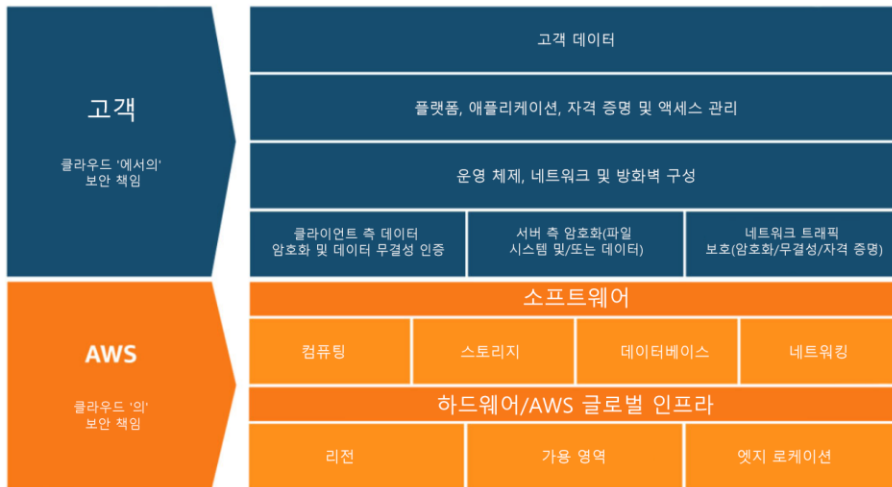 고객
클라우드 '에서의'
보안 책임
고객 데이터
플랫폼, 애플리케이션, 자격 증명 및 액세스 관리
운영 체제, 네트워크 및 방화벽 구성
클라이언트 측 데이터
암호화 및 데이터 무결성 인증
서버 측 암호화(파일
시스템 및/또는 데이터)
네트워크 트래픽
보호(암호화/무결성/자격 증명)
AWS
클라우드 '의'
보안 책임
소프트웨어
컴퓨팅
스토리지
데이터베이스
네트워킹
하드웨어/AWS 글로벌 인프라
리전
가용 영역
엣지 로케이션